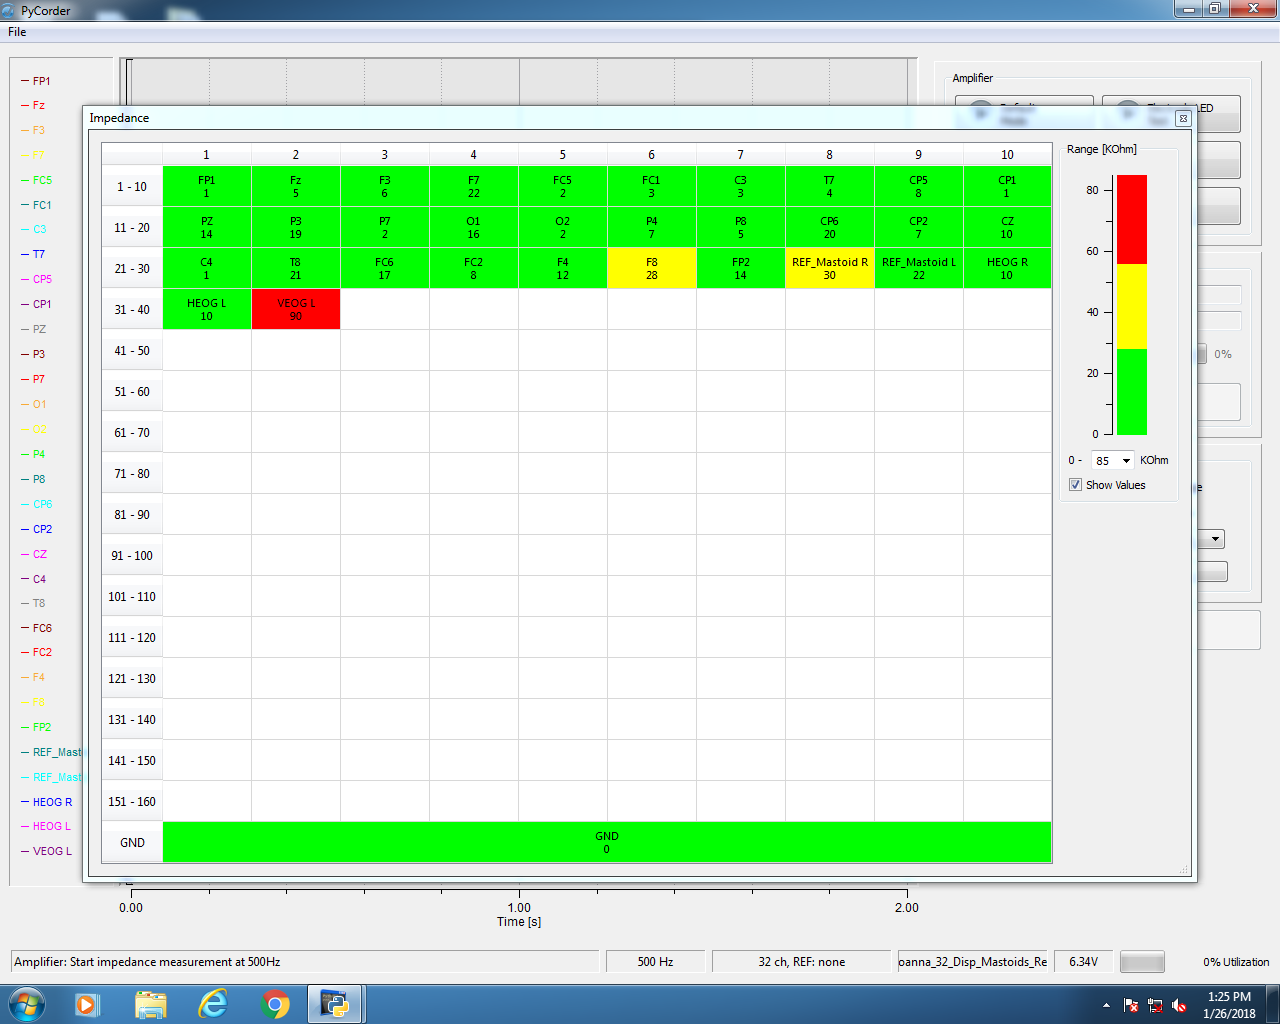 PyCorder
File
FP1
Fz
F3
F7
FC5
FC1
C3
T7
CP5
CP1
PZ
P3
P7
O1
O2
P4
P8
CP6
CP2
CZ
C4
T8
FC6
FC2
F4
F8
FP2
REF_Mast
REF_Mast
HEOG R
HEOG L
VEOG L
Amplifier
Default
Mode
Electrode LED
Test
Impedance
1 2 3 4 5 6 7 8 9 10
1 - 10 FP1 Fz F3 F7 FC5 FC1 C3 T7 CP5 CP1
1 5 6 22 2 3 3 4 8 1
11 - 20 PZ P3 P7 O1 O2 P4 P8 CP6 CP2 CZ
14 19 2 16 2 7 5 20 7 10
21 - 30 C4 T8 FC6 FC2 F4 F8 FP2 REF_Mastoid R REF_Mastoid L HEOG R
1 21 17 8 12 28 14 30 22 10
31 - 40 HEOG L VEOG L
10 90
41 - 50
51 - 60
61 - 70
71 - 80
81 - 90
91 - 100
101 - 110
111 - 120
121 - 130
131 - 140
141 - 150
151 - 160
GND GND
0
Range [KOhm]
80
60
40
20
0
0 - 85 KOhm
Show Values
0%
0.00 1.00 2.00
Time [s]
Amplifier: Start impedance measurement at 500Hz
500 Hz
32 ch, REF: none
oanna_32_Disp_Mastoids_Re
6.34V
0% Utilization
1:25 PM
1/26/2018